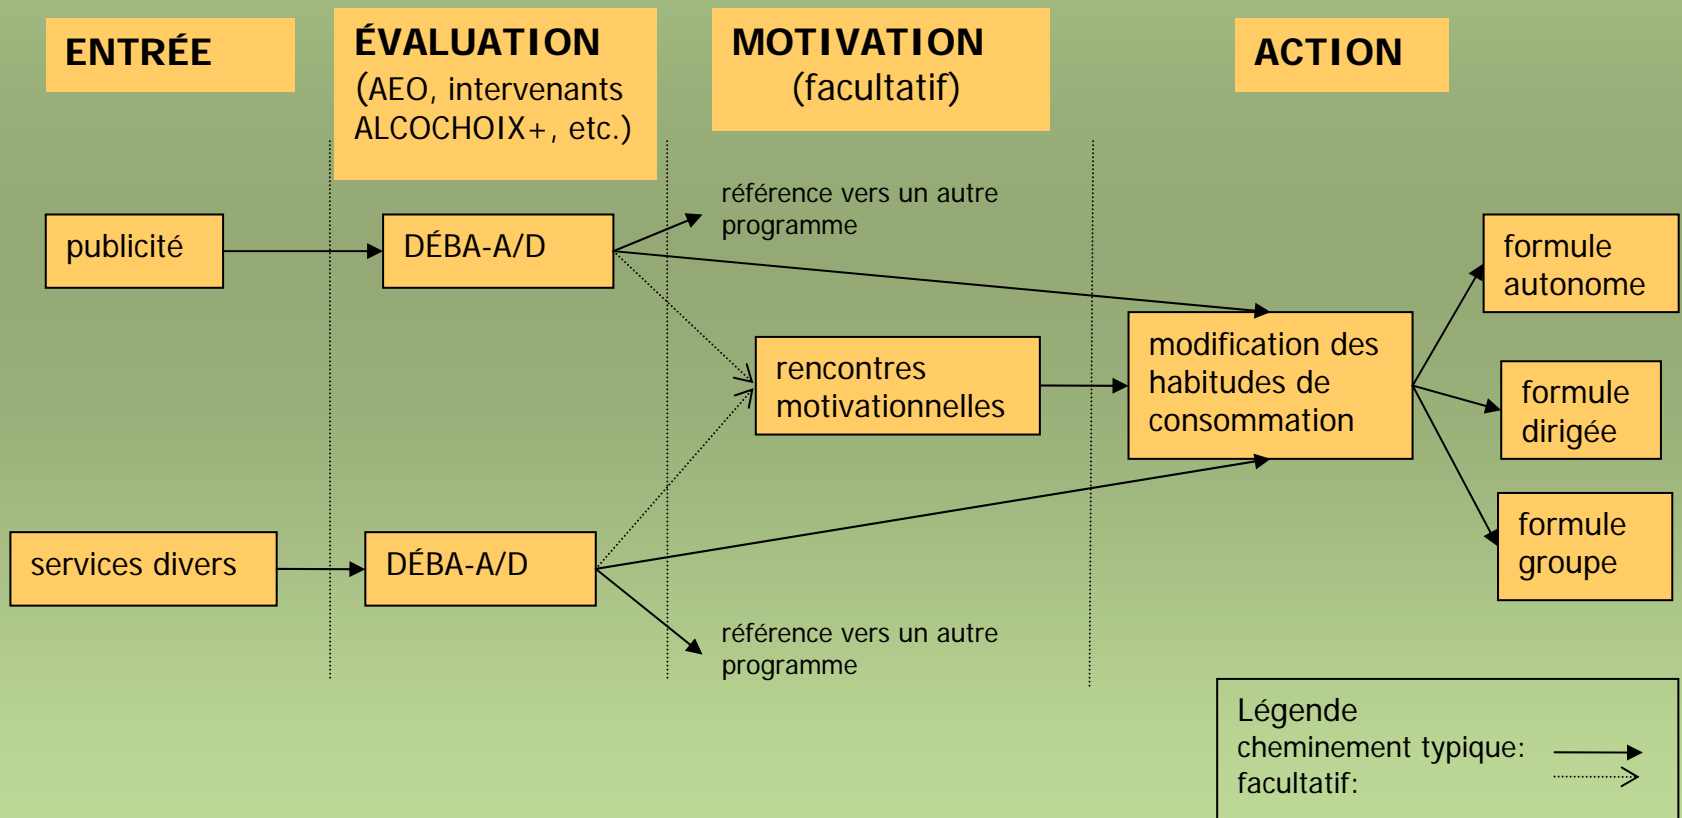 ENTRÉE
ÉVALUATION
(AEO, intervenants
ALCOCHOIX+, etc.)
MOTIVATION
(facultatif)
ACTION
publicité
DÉBA-A/D
référence vers un autre
programme
formule
autonome
rencontres
motivationnelles
modification des
habitudes de
consommation
formule
dirigée
services divers
DÉBA-A/D
référence vers un autre
programme
formule
groupe
Légende
cheminement typique:
facultatif: